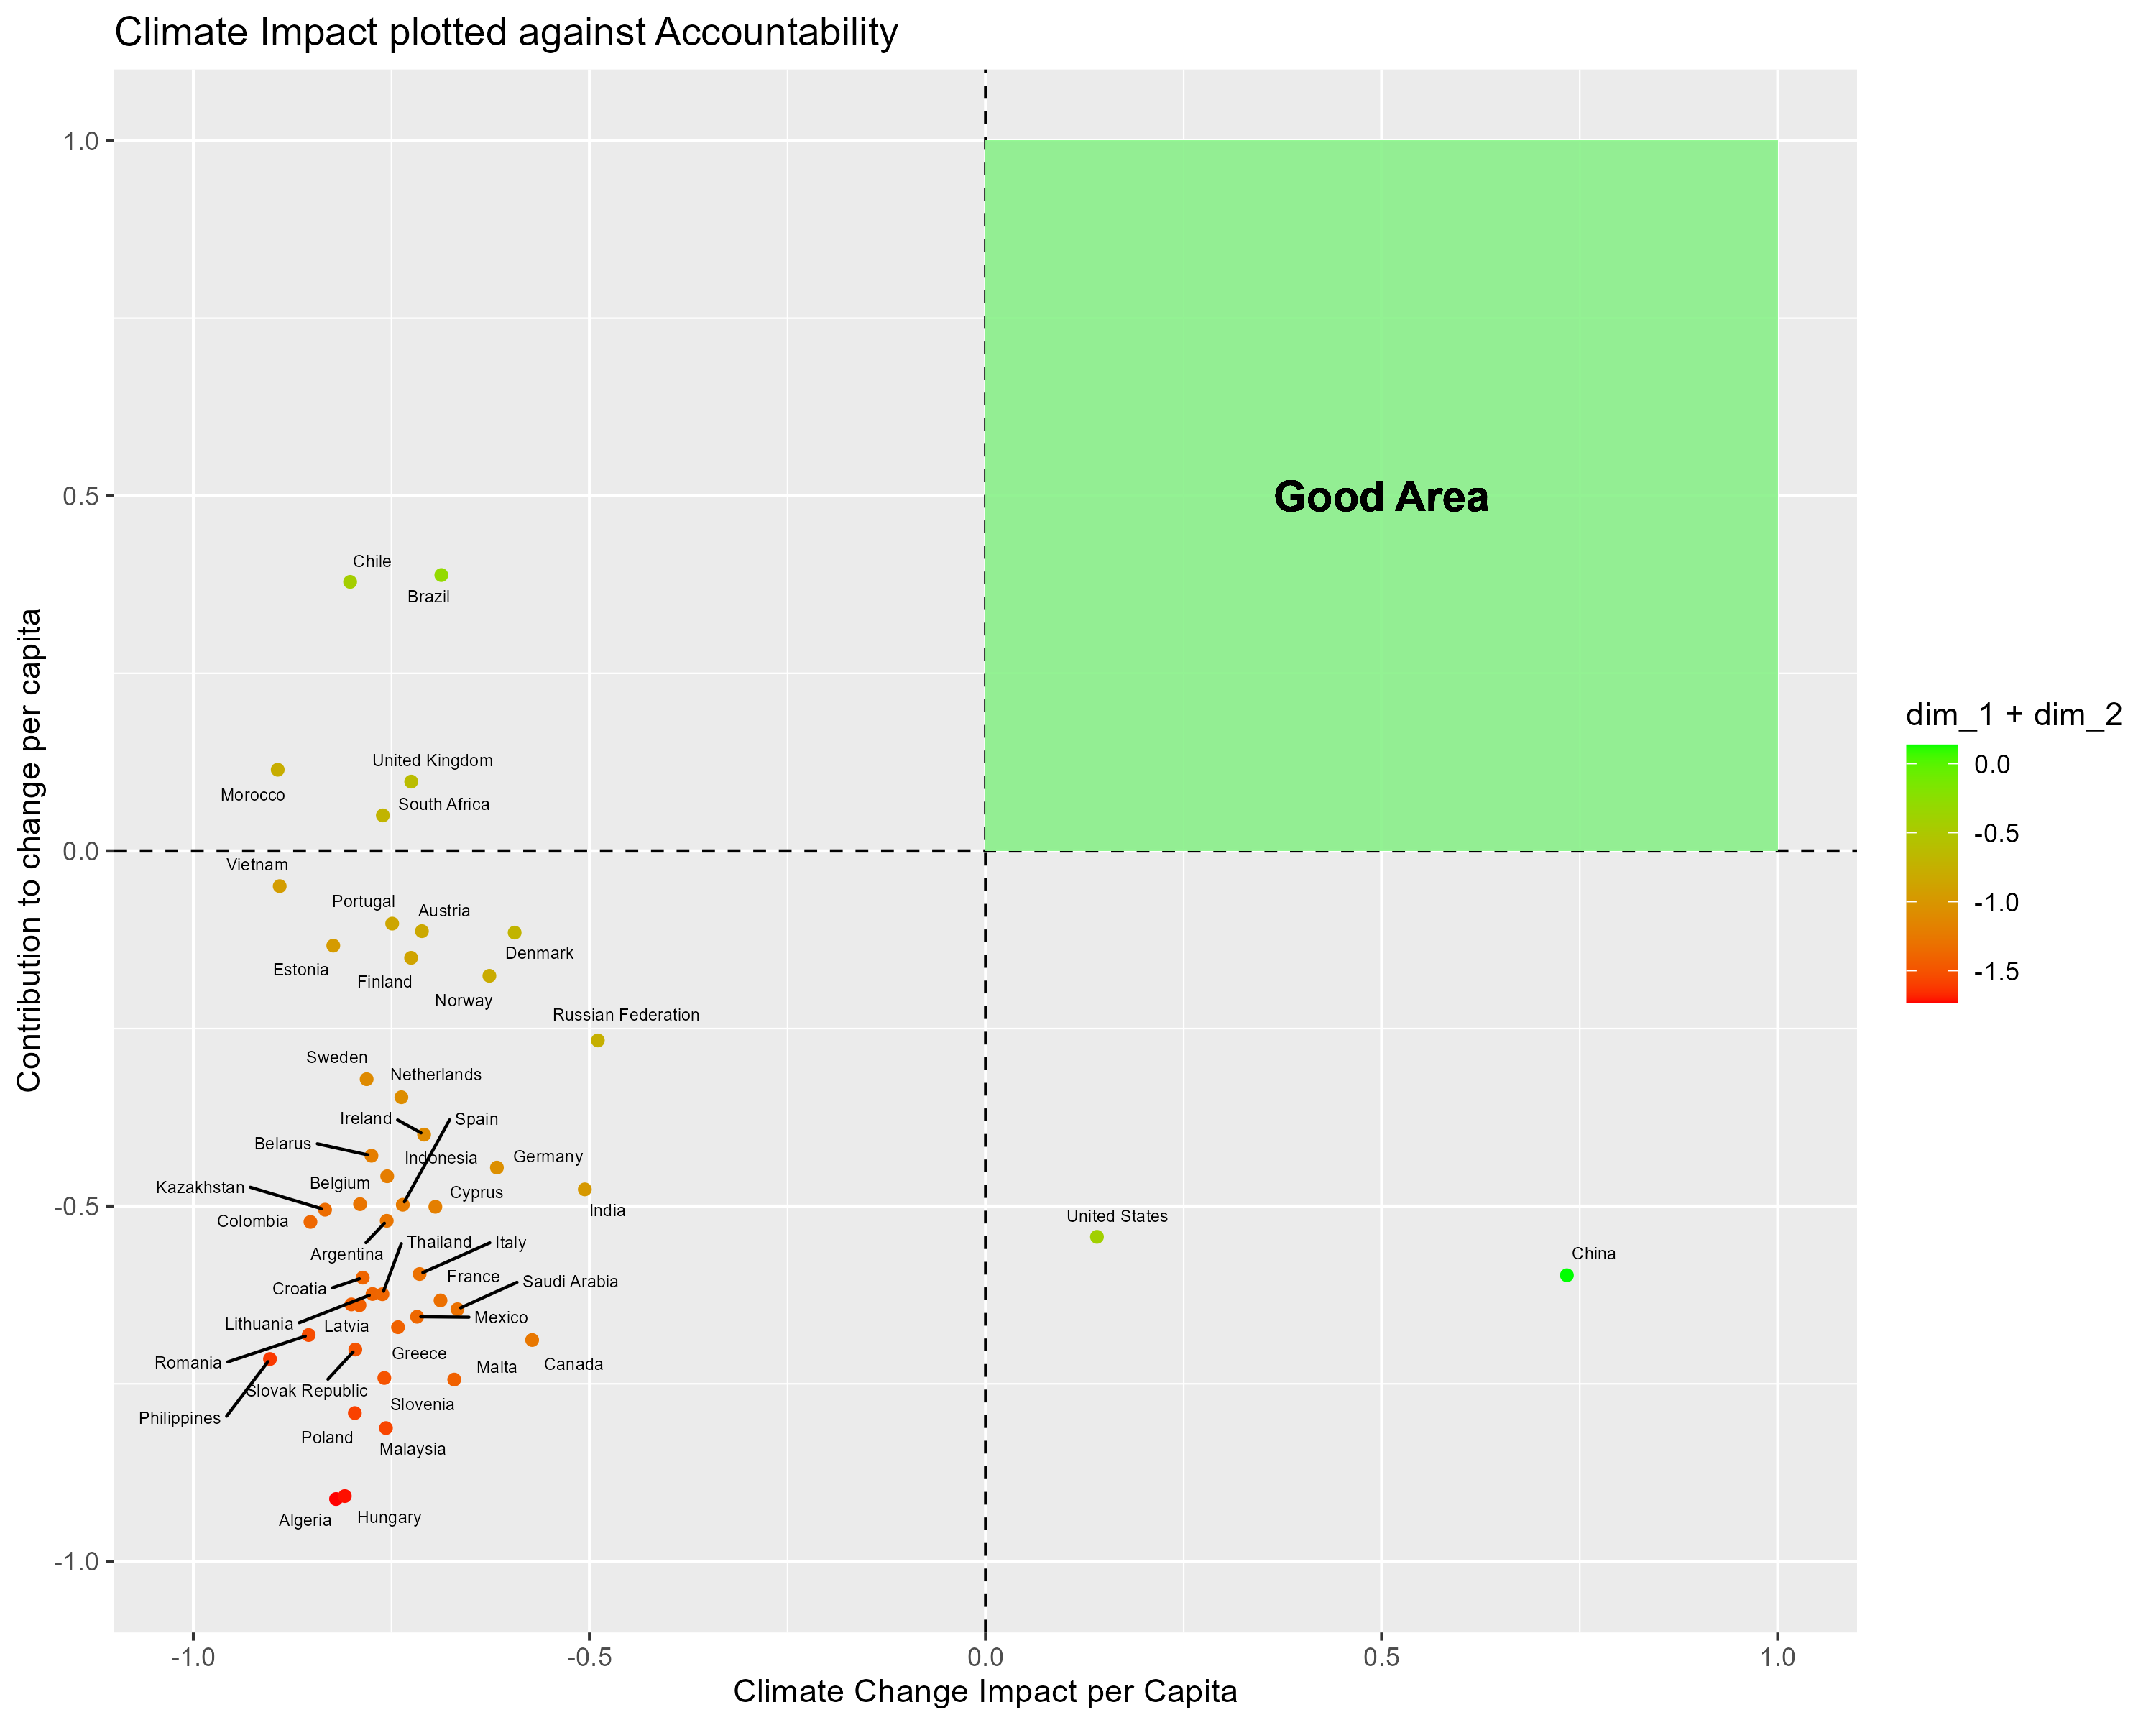 Climate Impact plotted against Accountability
1.0
0.5
0.0
-0.5
-1.0
Contribution to change per capita
Good Area
Chile
Brazil
United Kingdom
Morocco
South Africa
Vietnam
Portugal
Austria
Denmark
Estonia
Finland
Norway
Russian Federation
Sweden
Netherlands
Ireland
Spain
Belarus
Indonesia
Germany
Belgium
Kazakhstan
Cyprus
India
Colombia
United States
Argentina
Thailand
Italy
China
Croatia
France
Saudi Arabia
Lithuania
Latvia
Mexico
Romania
Greece
Malta
Canada
Slovak Republic
Slovenia
Philippines
Poland
Malaysia
Algeria
Hungary
-1.0
-0.5
0.0
0.5
1.0
Climate Change Impact per Capita
dim_1 + dim_2
0.0
-0.5
-1.0
-1.5